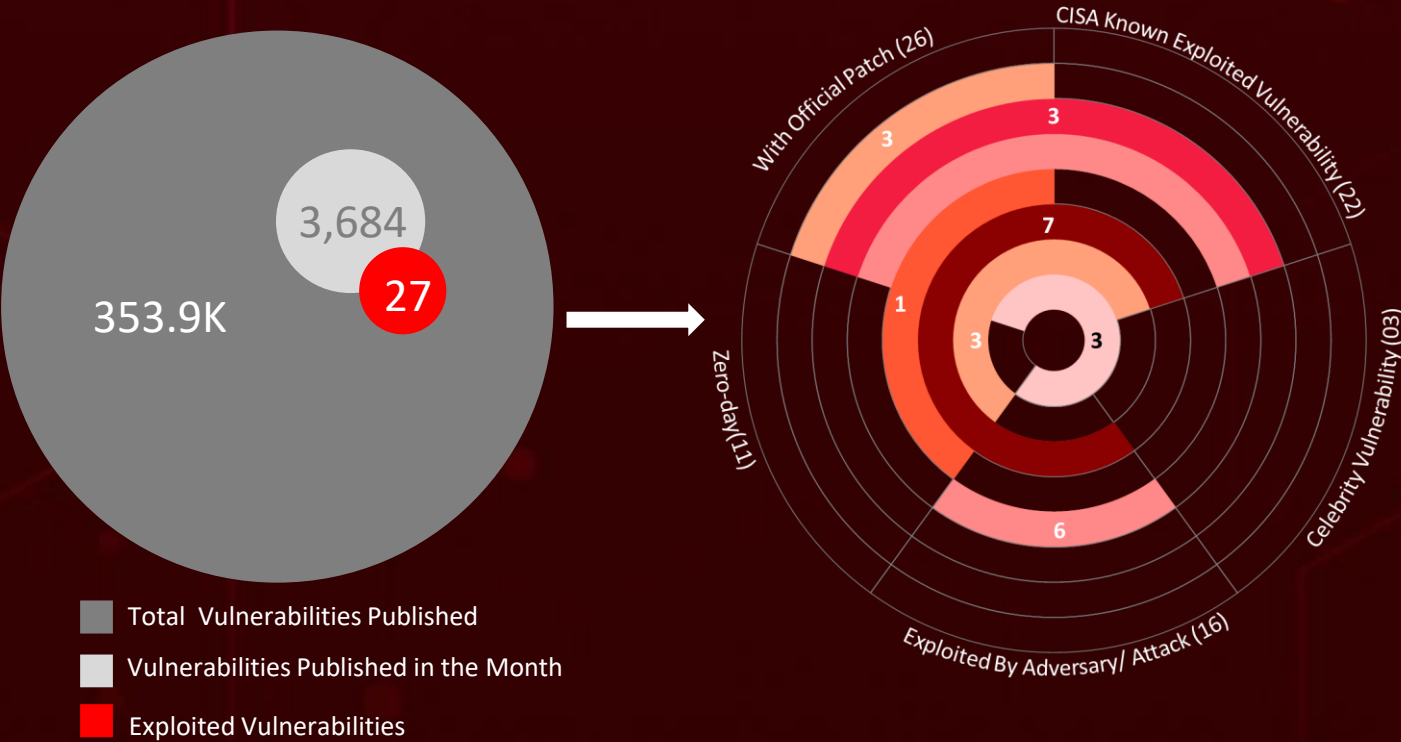 353.9K
3,684
27
Total Vulnerabilities Published
Vulnerabilities Published in the Month
Exploited Vulnerabilities
With Official Patch (26)
CISA Known Exploited Vulnerability (22)
Celebrity Vulnerability (03)
Exploited By Adversary/ Attack (16)
Zero-day(11)
3
3
7
1
3
3
6